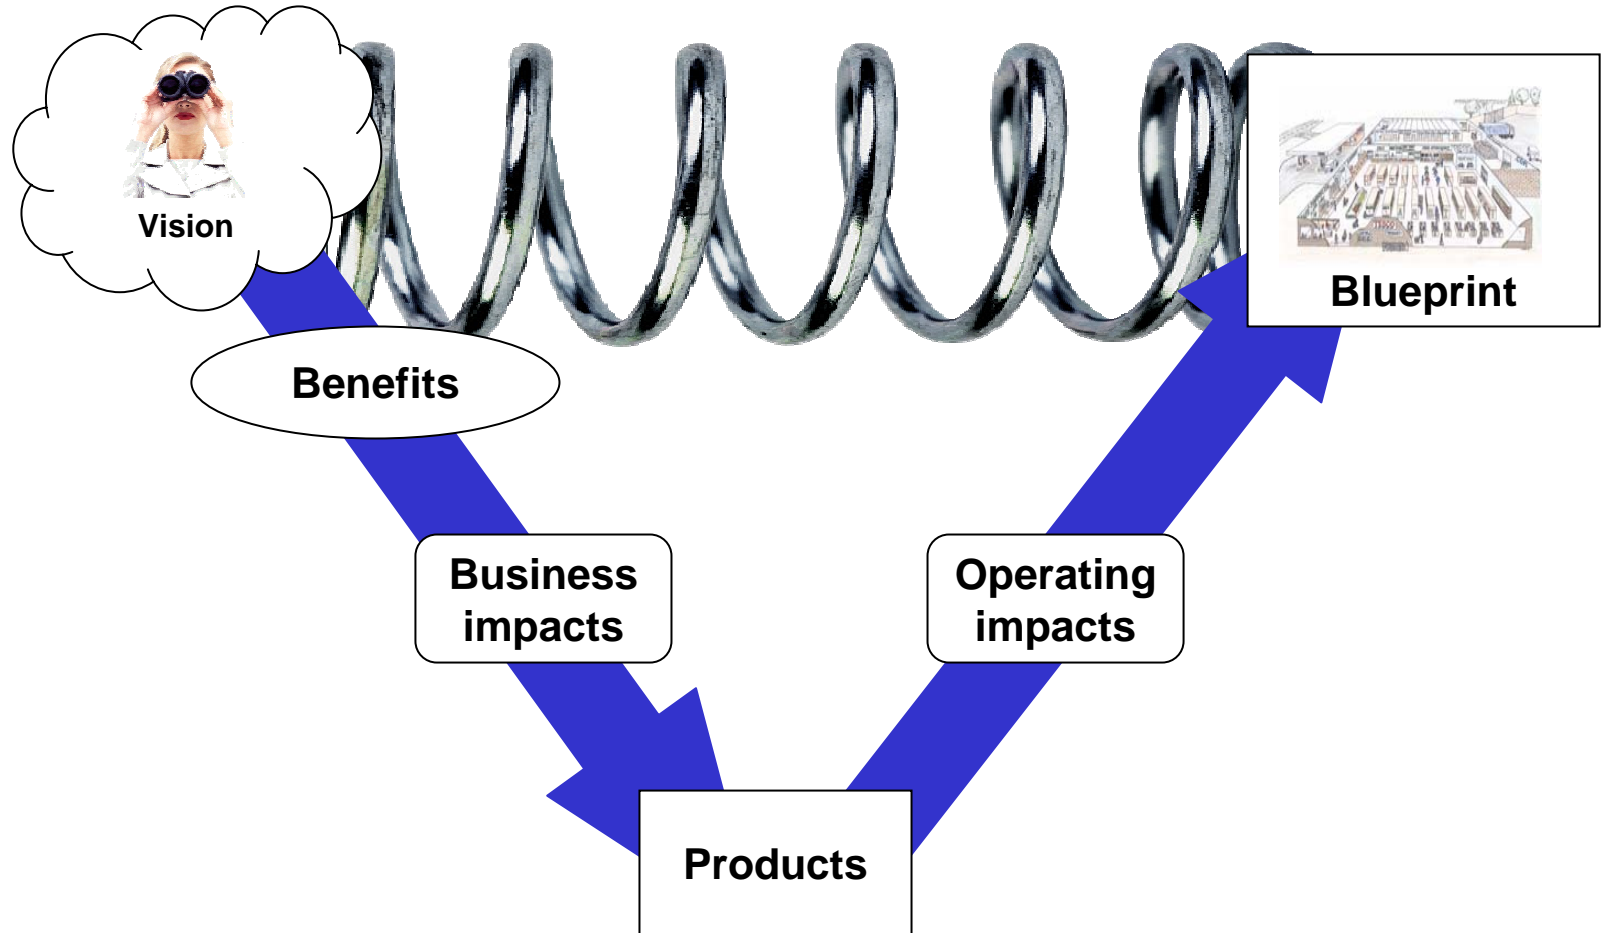 Vision
Blueprint
Benefits
Business
impacts
Operating
impacts
Products